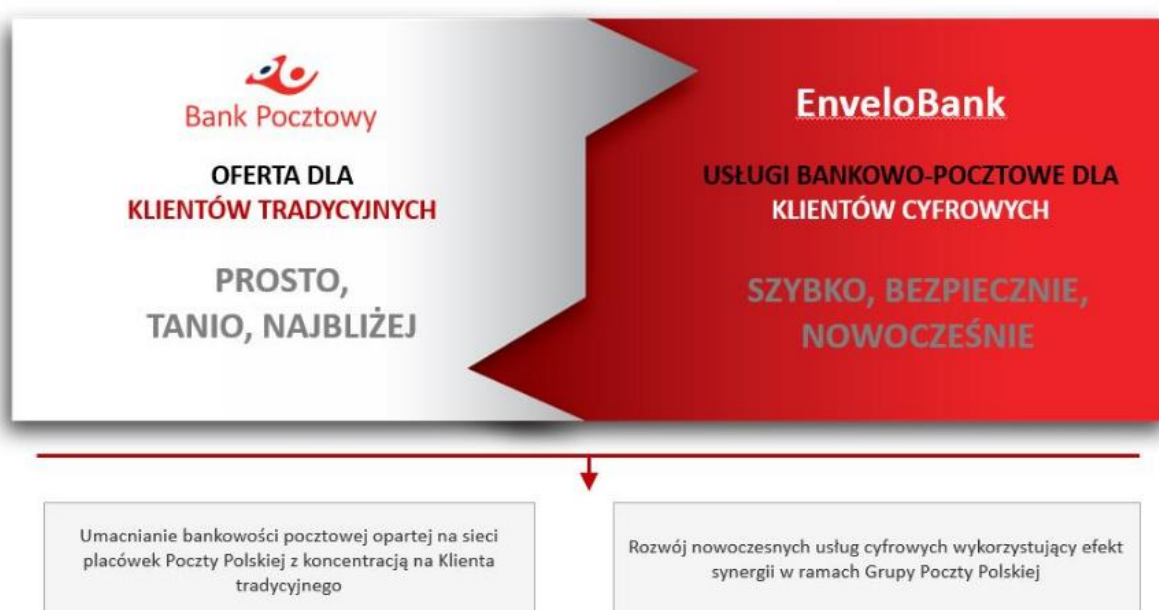 Bank Pocztowy
OFERTA DLA
KLIENTÓW TRADYCYJNYCH
PROSTO,
TANIO, NAJBLIŻEJ
EnveloBank
USŁUGI BANKOWO-POCZTOWE DLA
KLIENTÓW CYFROWYCH
SZYBKO, BEZPIECZNIE,
NOWOCZEŚNIE
Umacnianie bankowości pocztowej opartej na sieci
placówek Poczty Polskiej z koncentracją na Klienta
tradycyjnego
Rozwój nowoczesnych usług cyfrowych wykorzystujący efekt
synergii w ramach Grupy Poczty Polskiej